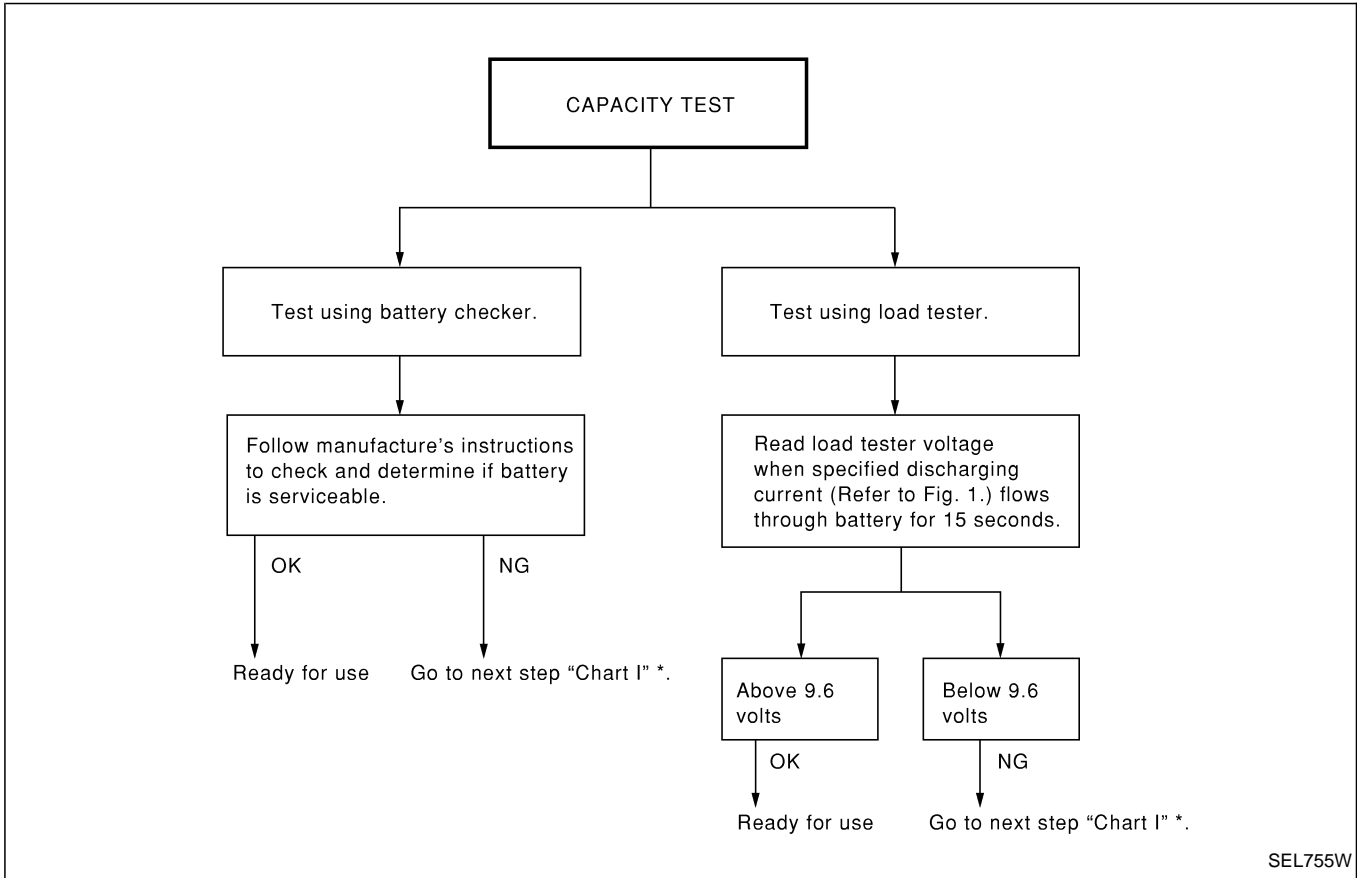 CAPACITY TEST
Test using battery checker.
Test using load tester.
Follow manufacture's instructions
to check and determine if battery
is serviceable.
Read load tester voltage
when specified discharging
current (Refer to Fig. 1.) flows
through battery for 15 seconds.
OK
NG
Ready for use
Go to next step “Chart I” *.
Above 9.6
volts
Below 9.6
volts
OK
NG
Ready for use
Go to next step “Chart I” *.
SEL755W